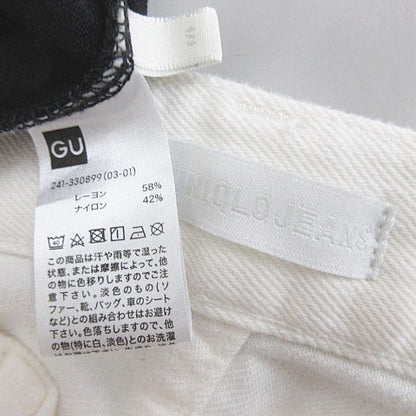 GU
241-330899(03-01)
レーヨン 58%
ナイロン 42%
この商品は汗や雨等で湿った
状態、または摩擦によって、他
の物に色移りしますのでご注
意下さい。淡色のもの(ソ
ファー、靴、バッグ、車のシート
など)との組み合わせはお避け
下さい。色落ちしますので、他
の物(特に白、淡色)とのお洗濯
UNIQLO JEANS